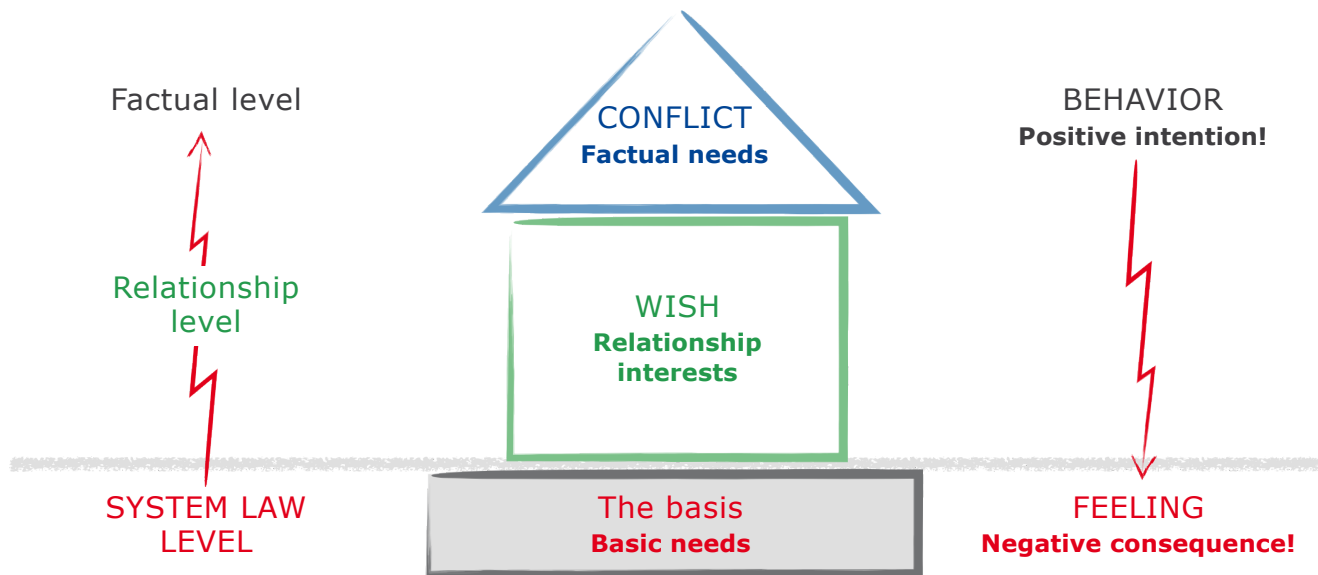 Factual level
Relationship
level
SYSTEM LAW
LEVEL
CONFLICT
Factual needs
WISH
Relationship
interests
The basis
Basic needs
BEHAVIOR
Positive intention!
FEELING
Negative consequence!